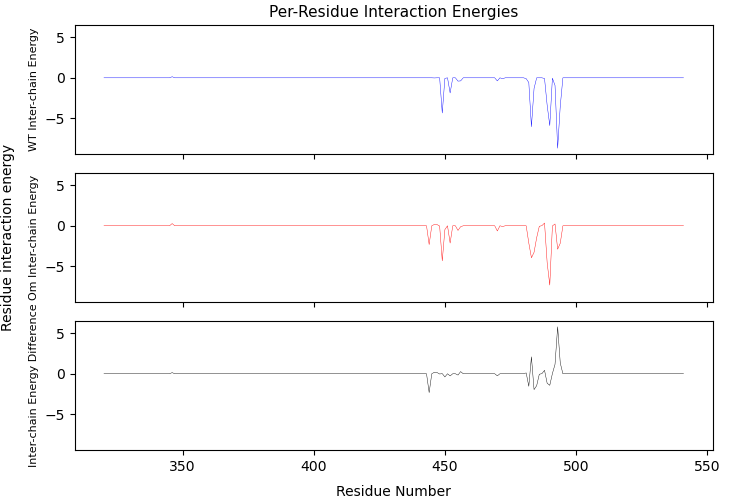 Per-Residue Interaction Energies
Residue interaction energy
WT Inter-chain Energy
5
0
−5
Om Inter-chain Energy
5
0
−5
Inter-chain Energy Difference
5
0
−5
350
400
450
500
550
Residue Number